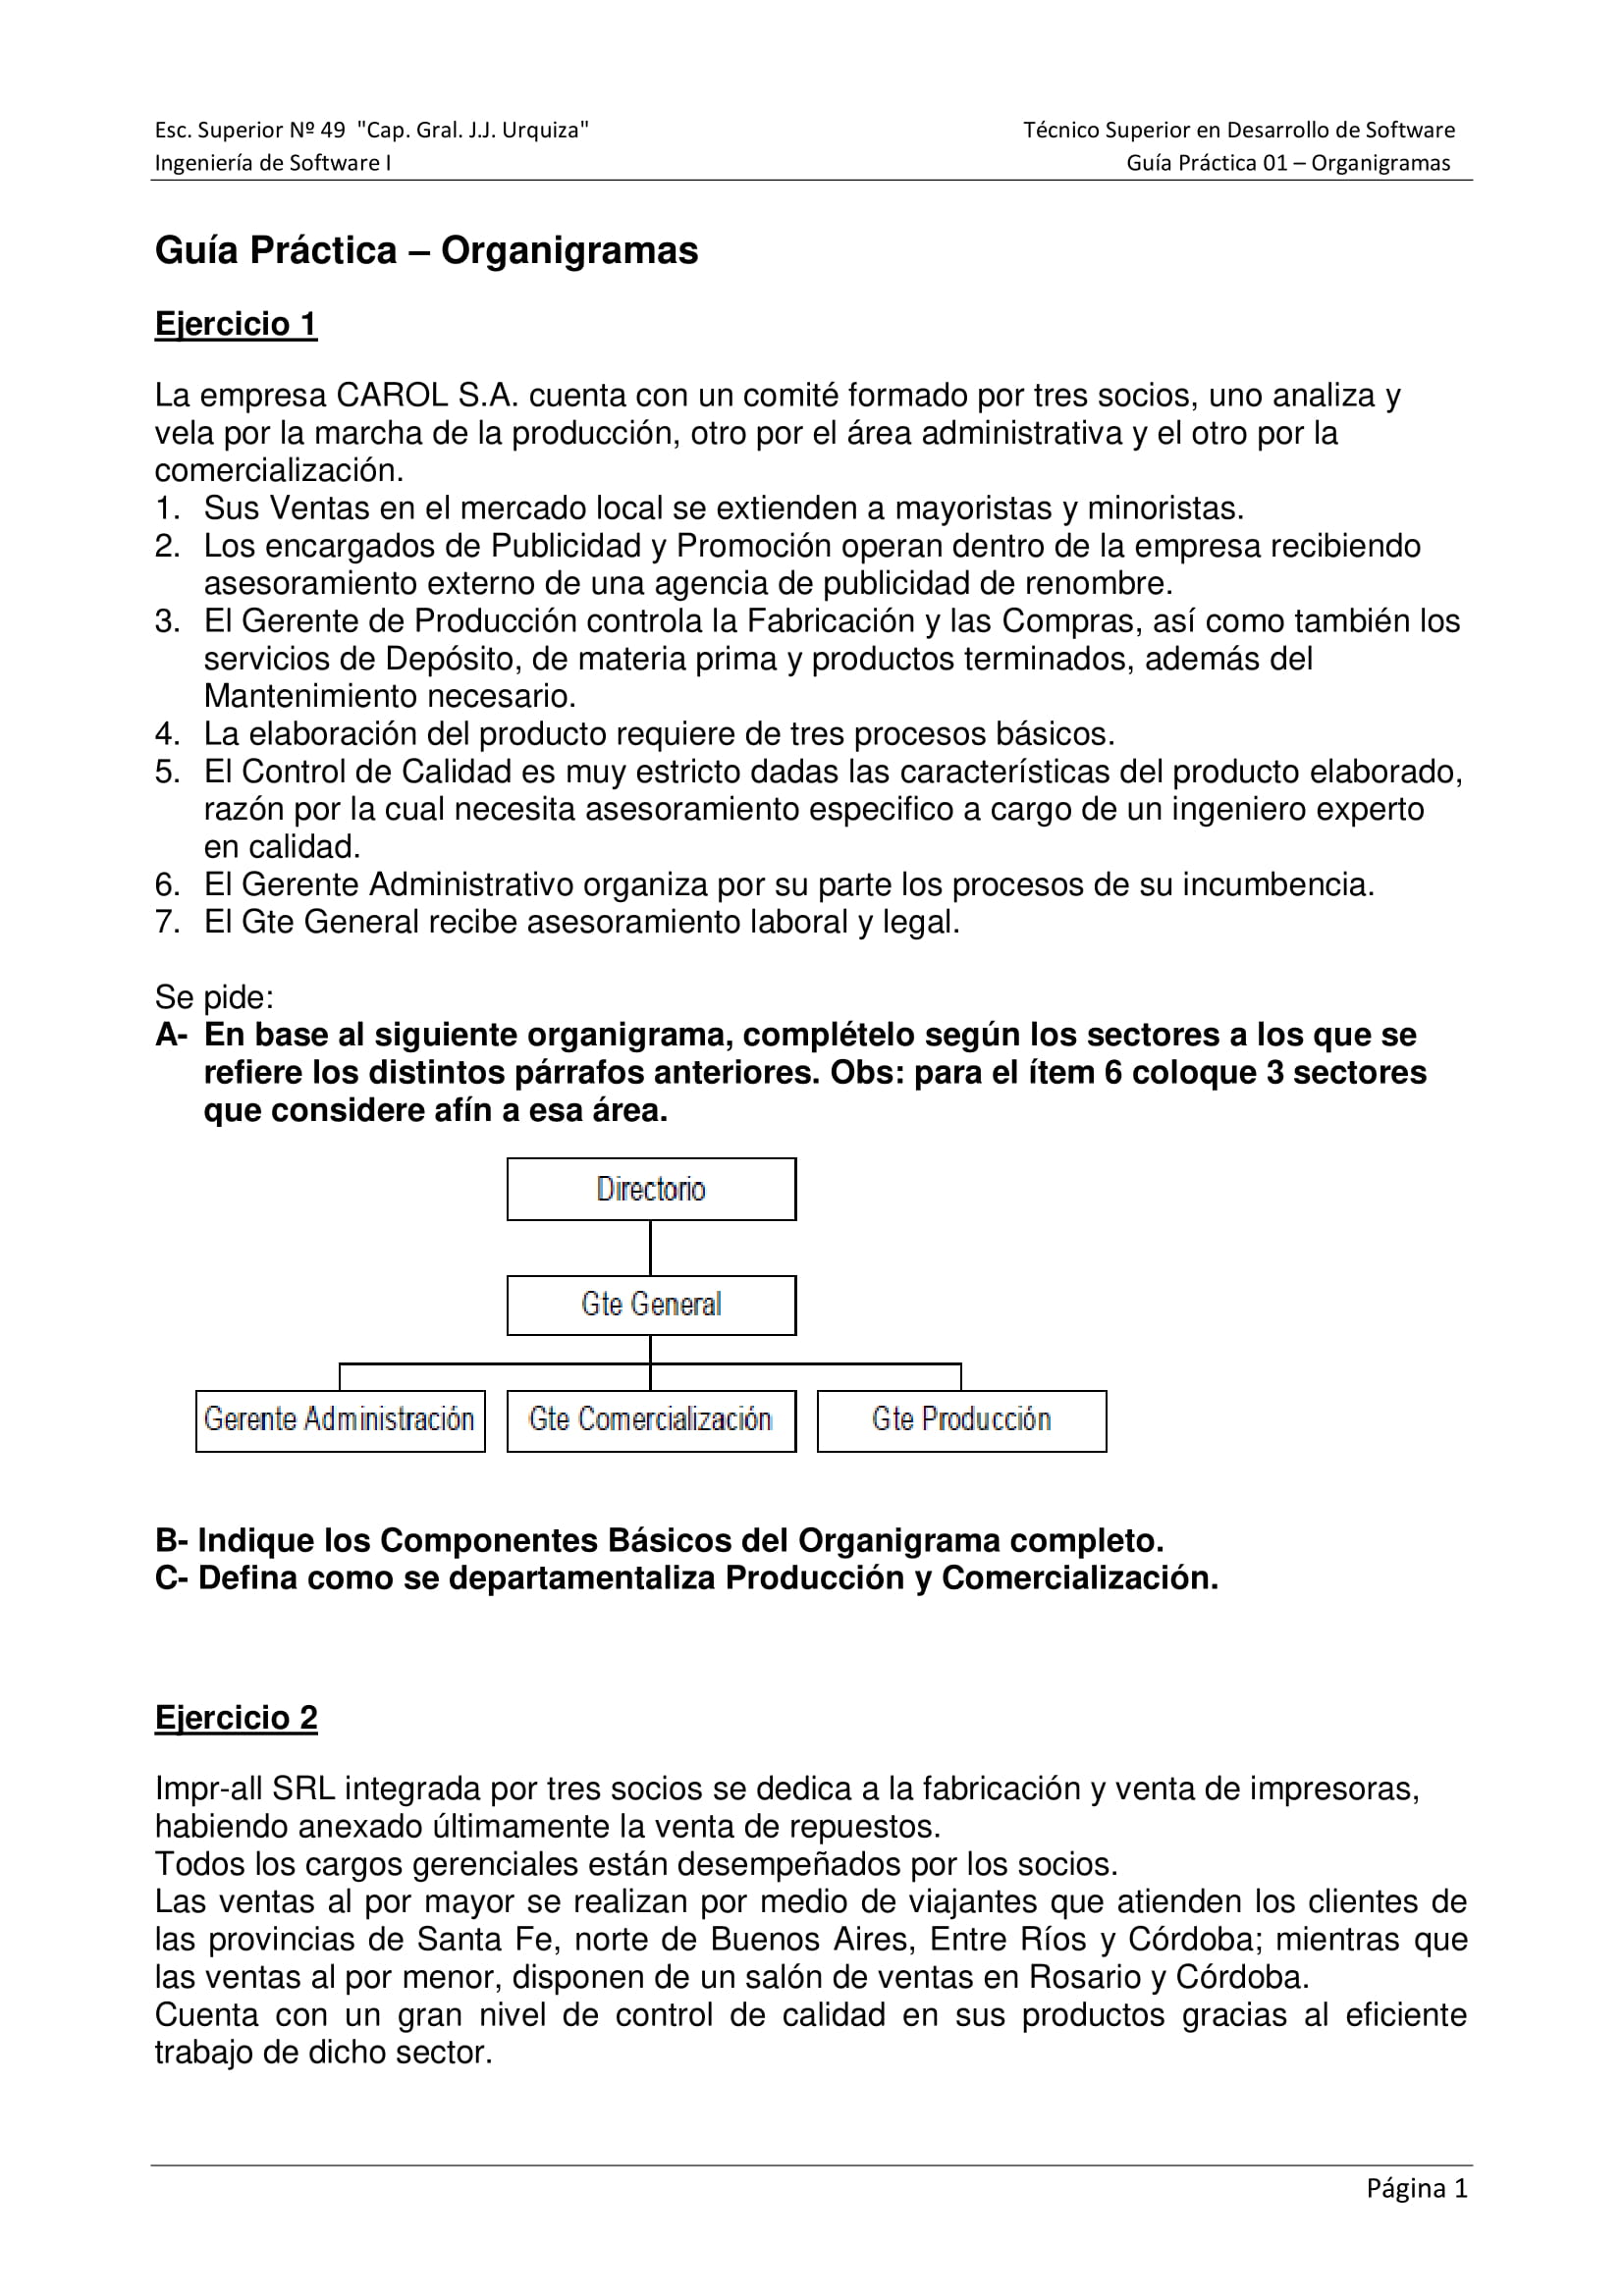 Esc. Superior Nº 49 "Cap. Gral. J.J. Urquiza" Técnico Superior en Desarrollo de Software
Ingeniería de Software I Guía Práctica 01 – Organigramas
Guía Práctica – Organigramas
Ejercicio 1
La empresa CAROL S.A. cuenta con un comité formado por tres socios, uno analiza y
vela por la marcha de la producción, otro por el área administrativa y el otro por la
comercialización.
1. Sus Ventas en el mercado local se extienden a mayoristas y minoristas.
2. Los encargados de Publicidad y Promoción operan dentro de la empresa recibiendo
asesoramiento externo de una agencia de publicidad de renombre.
3. El Gerente de Producción controla la Fabricación y las Compras, así como también los
servicios de Depósito, de materia prima y productos terminados, además del
Mantenimiento necesario.
4. La elaboración del producto requiere de tres procesos básicos.
5. El Control de Calidad es muy estricto dadas las características del producto elaborado,
razón por la cual necesita asesoramiento especifico a cargo de un ingeniero experto
en calidad.
6. El Gerente Administrativo organiza por su parte los procesos de su incumbencia.
7. El Gte General recibe asesoramiento laboral y legal.
Se pide:
A- En base al siguiente organigrama, complételo según los sectores a los que se
refiere los distintos párrafos anteriores. Obs: para el ítem 6 coloque 3 sectores
que considere afín a esa área.
Directorio
Gte General
Gerente Administración Gte Comercialización Gte Producción
B- Indique los Componentes Básicos del Organigrama completo.
C- Defina como se departamentaliza Producción y Comercialización.
Ejercicio 2
Impr-all SRL integrada por tres socios se dedica a la fabricación y venta de impresoras,
habiendo anexado últimamente la venta de repuestos.
Todos los cargos gerenciales están desempeñados por los socios.
Las ventas al por mayor se realizan por medio de viajantes que atienden los clientes de
las provincias de Santa Fe, norte de Buenos Aires, Entre Ríos y Córdoba; mientras que
las ventas al por menor, disponen de un salón de ventas en Rosario y Córdoba.
Cuenta con un gran nivel de control de calidad en sus productos gracias al eficiente
trabajo de dicho sector.
Página 1